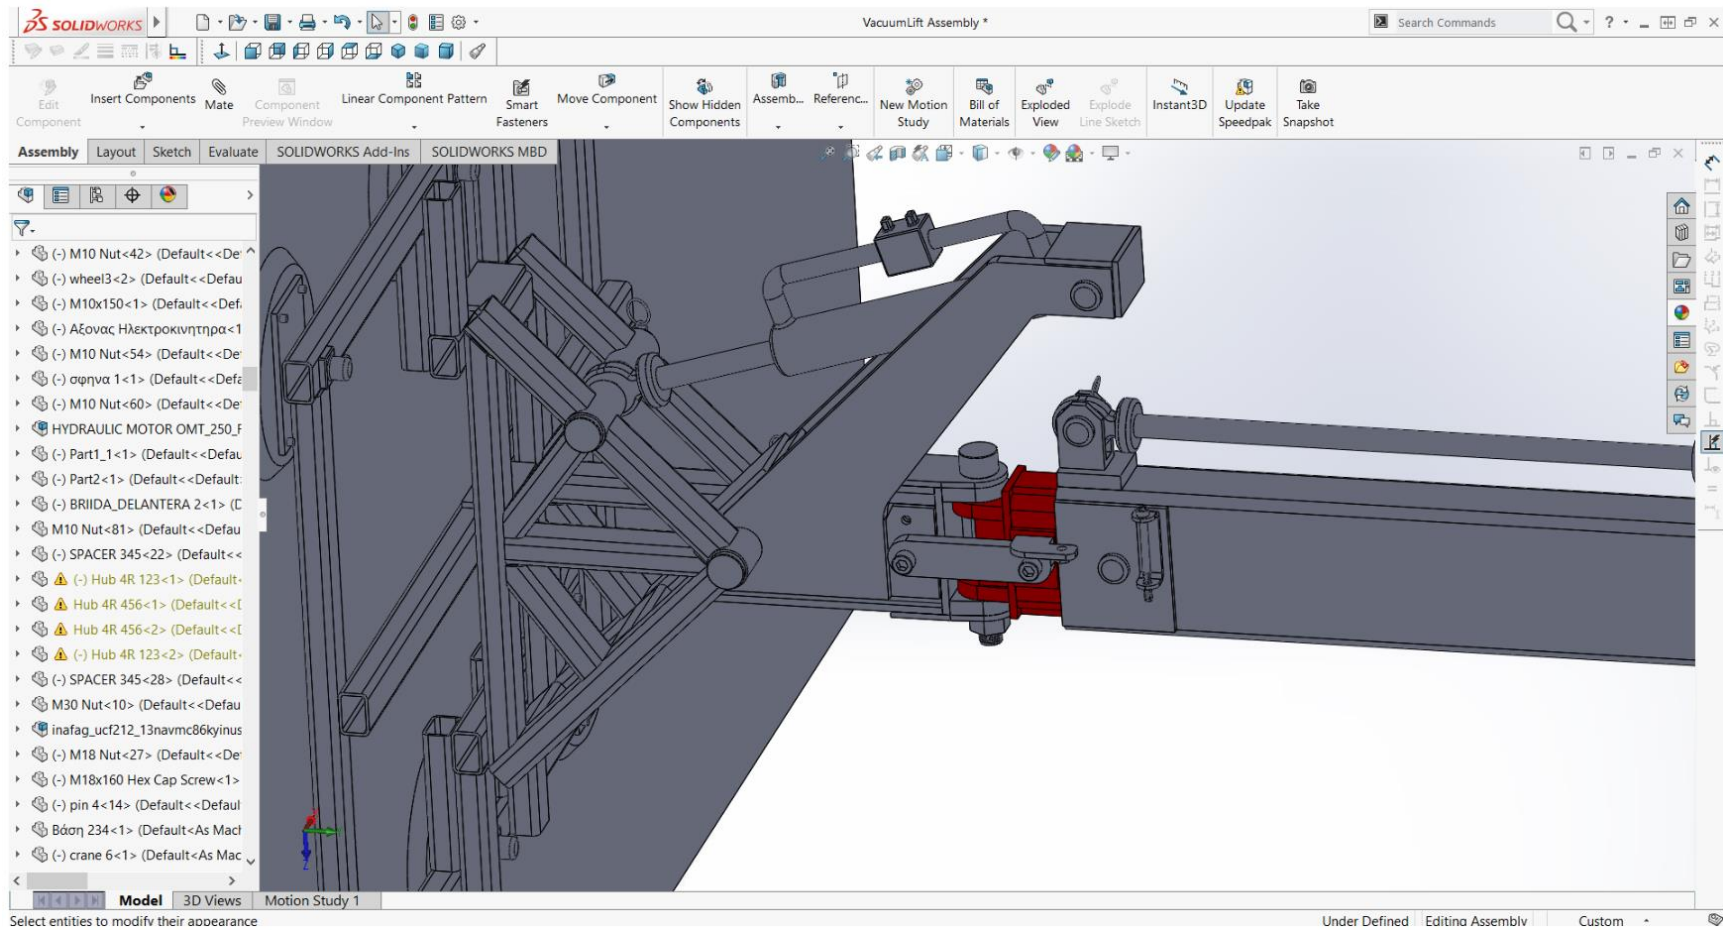 SOLIDWORKS
VacuumLift Assembly *
Search Commands
?
Edit Component
Insert Components
Mate
Component Preview Window
Linear Component Pattern
Smart Fasteners
Move Component
Show Hidden Components
Assemb...
Referenc...
New Motion Study
Bill of Materials
Exploded View
Explode Line Sketch
Instant3D
Update Speedpak
Take Snapshot
Assembly Layout Sketch Evaluate SOLIDWORKS Add-Ins SOLIDWORKS MBD
(-) M10 Nut<42> (Default<<De
(-) wheel3<2> (Default<<Defau
(-) M10x150<1> (Default<<Def
(-) Αξονας Ηλεκτροκινητηρα<1
(-) M10 Nut<54> (Default<<De
(-) σφηνα 1<1> (Default<<Defa
(-) M10 Nut<60> (Default<<De
HYDRAULIC MOTOR OMT_250_F
(-) Part1_1<1> (Default<<Defau
(-) Part2<1> (Default<<Default
(-) BRIIDA_DELANTERA 2<1> (D
M10 Nut<81> (Default<<Defau
(-) SPACER 345<22> (Default<<
(-) Hub 4R 123<1> (Default<
Hub 4R 456<1> (Default<<D
Hub 4R 456<2> (Default<<D
(-) Hub 4R 123<2> (Default<
(-) SPACER 345<28> (Default<<
M30 Nut<10> (Default<<Defau
inafag_ucf212_13navmc86kyinus
(-) M18 Nut<27> (Default<<De
(-) M18x160 Hex Cap Screw<1>
(-) pin 4<14> (Default<<Defaul
Βάση 234<1> (Default<As Mach
(-) crane 6<1> (Default<As Mac
Model 3D Views Motion Study 1
Select entities to modify their appearance
Under Defined Editing Assembly Custom